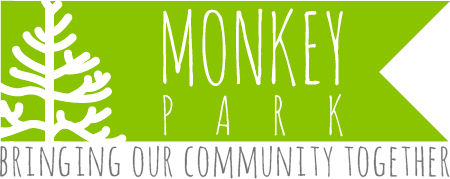 MONKEY
PARK
BRINGING OUR COMMUNITY TOGETHER